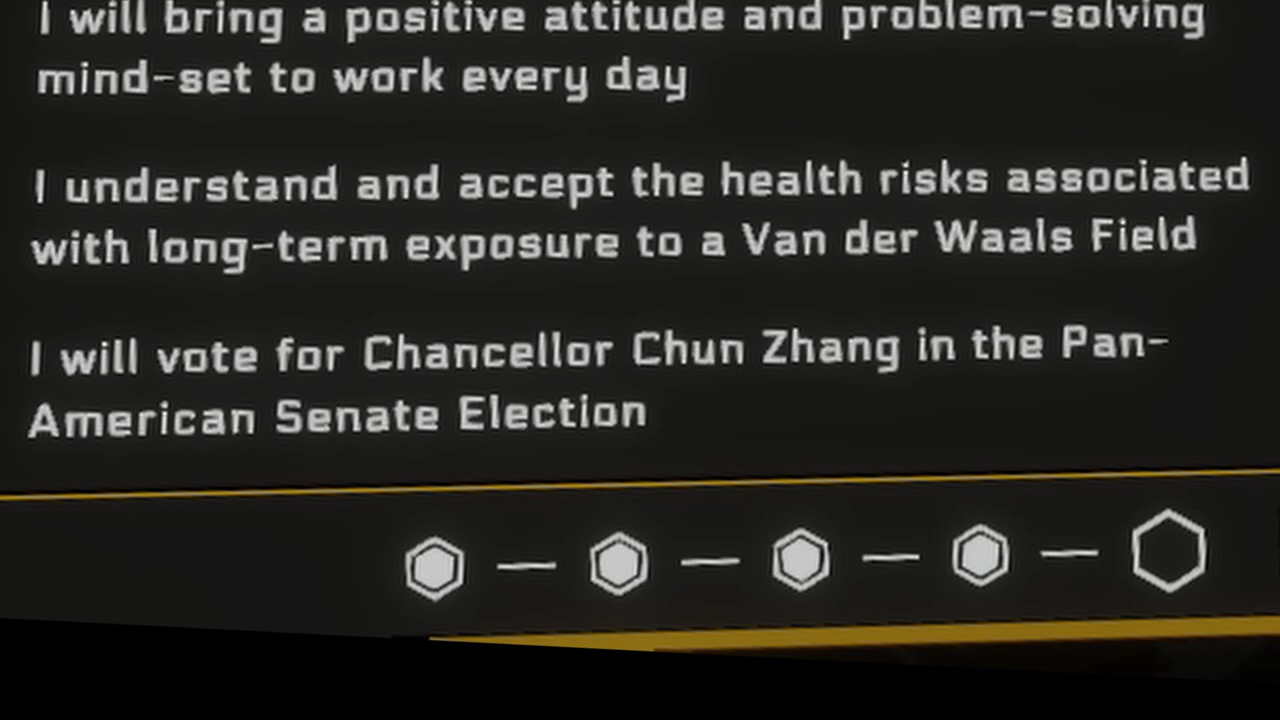 I will bring a positive attitude and problem-solving
mind-set to work every day
I understand and accept the health risks associated
with long-term exposure to a Van der Waals Field
I will vote for Chancellor Chun Zhang in the Pan-
American Senate Election